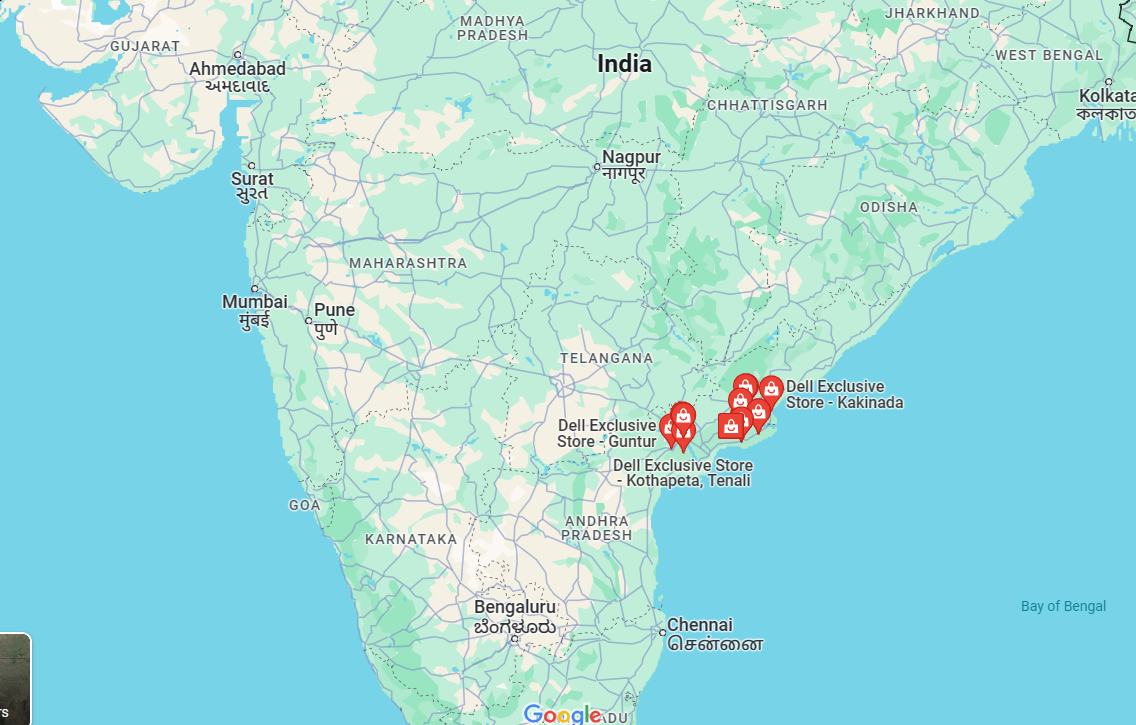 MADHYA
PRADESH
JHARKHAND
GUJARAT
WEST BENGAL
India
Ahmedabad
અમદાવાદ
Kolkata
কলকাতা
CHHATTISGARH
Nagpur
नागपूर
Surat
સુરત
ODISHA
MAHARASHTRA
Mumbai
मुंबई
Pune
पुणे
TELANGANA
Dell Exclusive
Store - Kakinada
Dell Exclusive
Store - Guntur
Dell Exclusive Store
- Kothapeta, Tenali
GOA
ANDHRA
PRADESH
KARNATAKA
Bengaluru
ಬೆಂಗಳೂರು
Bay of Bengal
Chennai
சென்னை
Google
ADU
rs